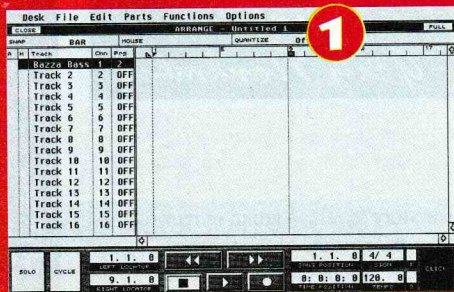 Desk File Edit Parts Functions Options
CLOSE ARRANGE - Untitled 1 FULL
SNAP BAR MOUSE QUANTIZE
1
A M Track Chn Prg
Bazza Bass 1 2
Track 2 2 OFF
Track 3 3 OFF
Track 4 4 OFF
Track 5 5 OFF
Track 6 6 OFF
Track 7 7 OFF
Track 8 8 OFF
Track 9 9 OFF
Track 10 10 OFF
Track 11 11 OFF
Track 12 12 OFF
Track 13 13 OFF
Track 14 14 OFF
Track 15 15 OFF
Track 16 16 OFF
17
SOLO CYCLE
1. 1. 0
LEFT LOCATOR
9. 1. 0
RIGHT LOCATOR
1. 1. 0 4/ 4
SONG POSITION SIGN
0: 0: 0: 0 120. 0
TIME POSITION TEMPO
CLICK